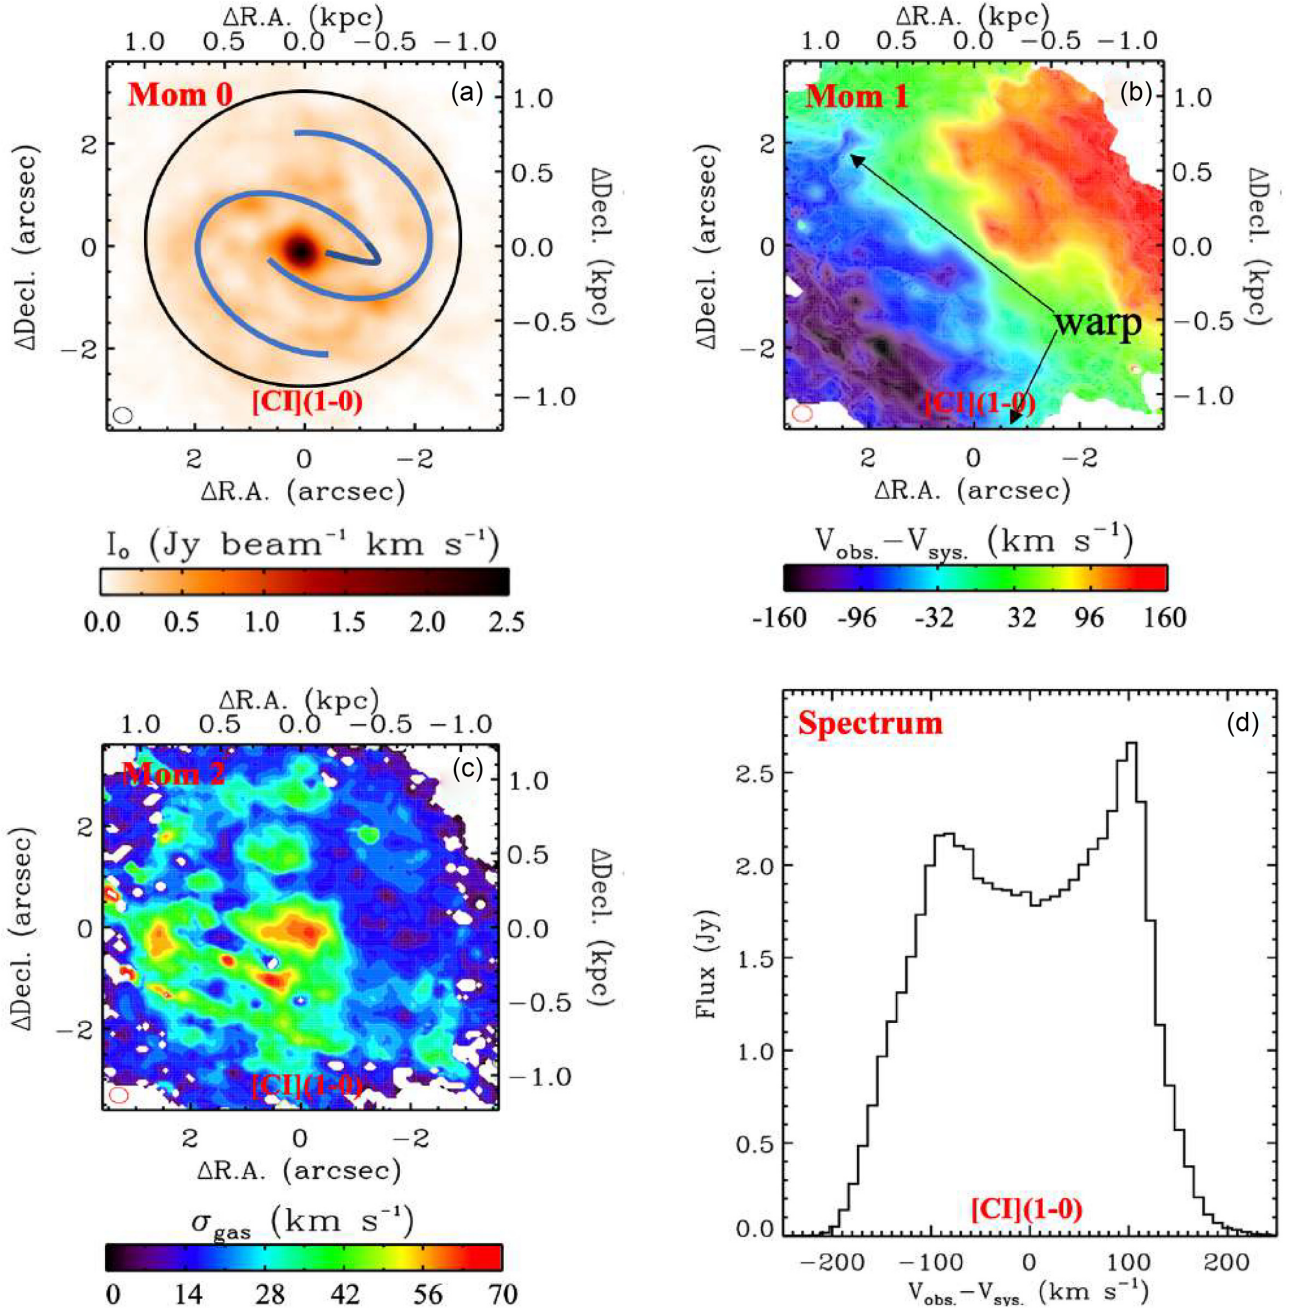 ΔR.A. (kpc)
1.0 0.5 0.0 −0.5 −1.0
Mom 0
(a)
ΔDecl. (arcsec)
2
0
−2
1.0
0.5
0.0
−0.5
−1.0
ΔDecl. (kpc)
[CI](1-0)
2 0 −2
ΔR.A. (arcsec)
I₀ (Jy beam⁻¹ km s⁻¹)
0.0 0.5 1.0 1.5 2.0 2.5
ΔR.A. (kpc)
1.0 0.5 0.0 −0.5 −1.0
Mom 1
(b)
ΔDecl. (arcsec)
2
0
−2
1.0
0.5
0.0
−0.5
−1.0
ΔDecl. (kpc)
warp
[CI](1-0)
2 0 −2
ΔR.A. (arcsec)
V_obs.−V_sys. (km s⁻¹)
-160 -96 -32 32 96 160
ΔR.A. (kpc)
1.0 0.5 0.0 −0.5 −1.0
Mom 2
(c)
ΔDecl. (arcsec)
2
0
−2
1.0
0.5
0.0
−0.5
−1.0
ΔDecl. (kpc)
[CI](1-0)
2 0 −2
ΔR.A. (arcsec)
σ_gas (km s⁻¹)
0 14 28 42 56 70
Spectrum
(d)
Flux (Jy)
2.5
2.0
1.5
1.0
0.5
0.0
[CI](1-0)
−200 −100 0 100 200
V_obs.−V_sys. (km s⁻¹)